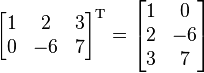 [1 2 3]ᵀ = [1 0]
[0 −6 7] [2 −6]
[3 7]